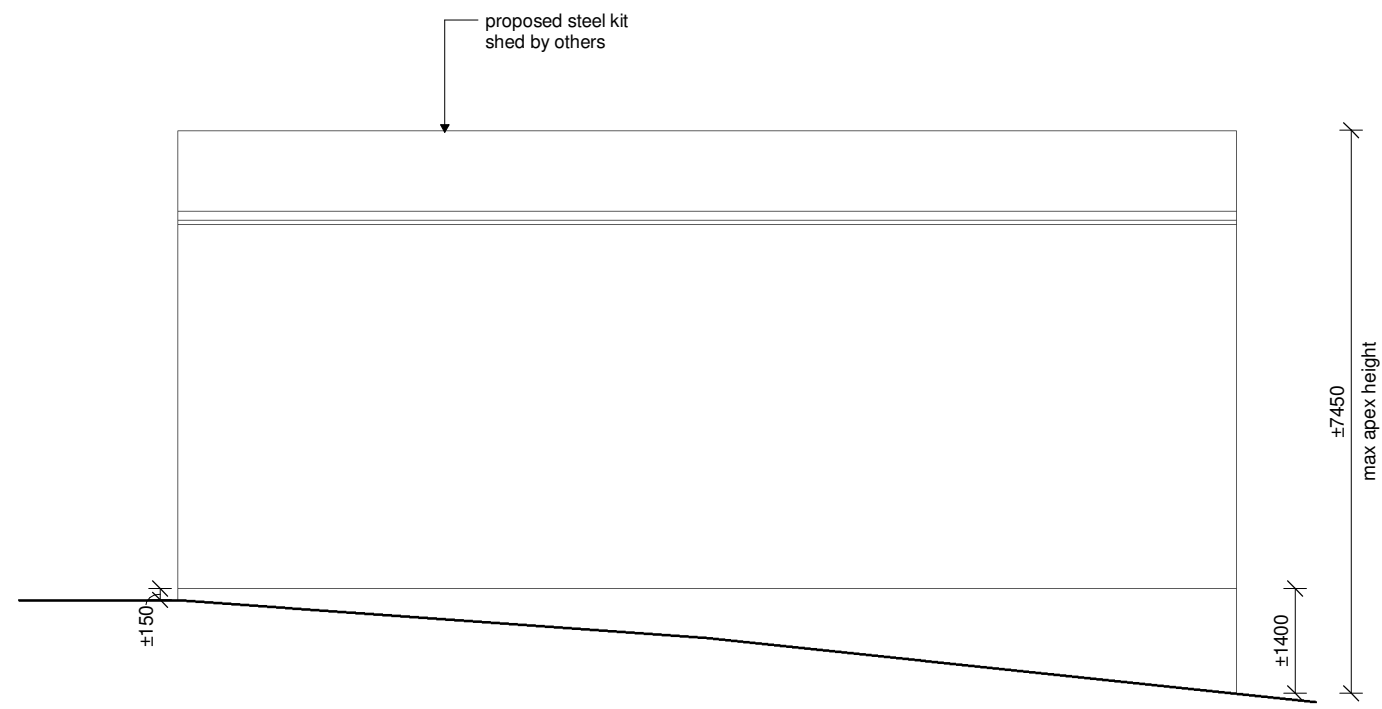 proposed steel kit
shed by others
±7450
max apex height
±150
±1400